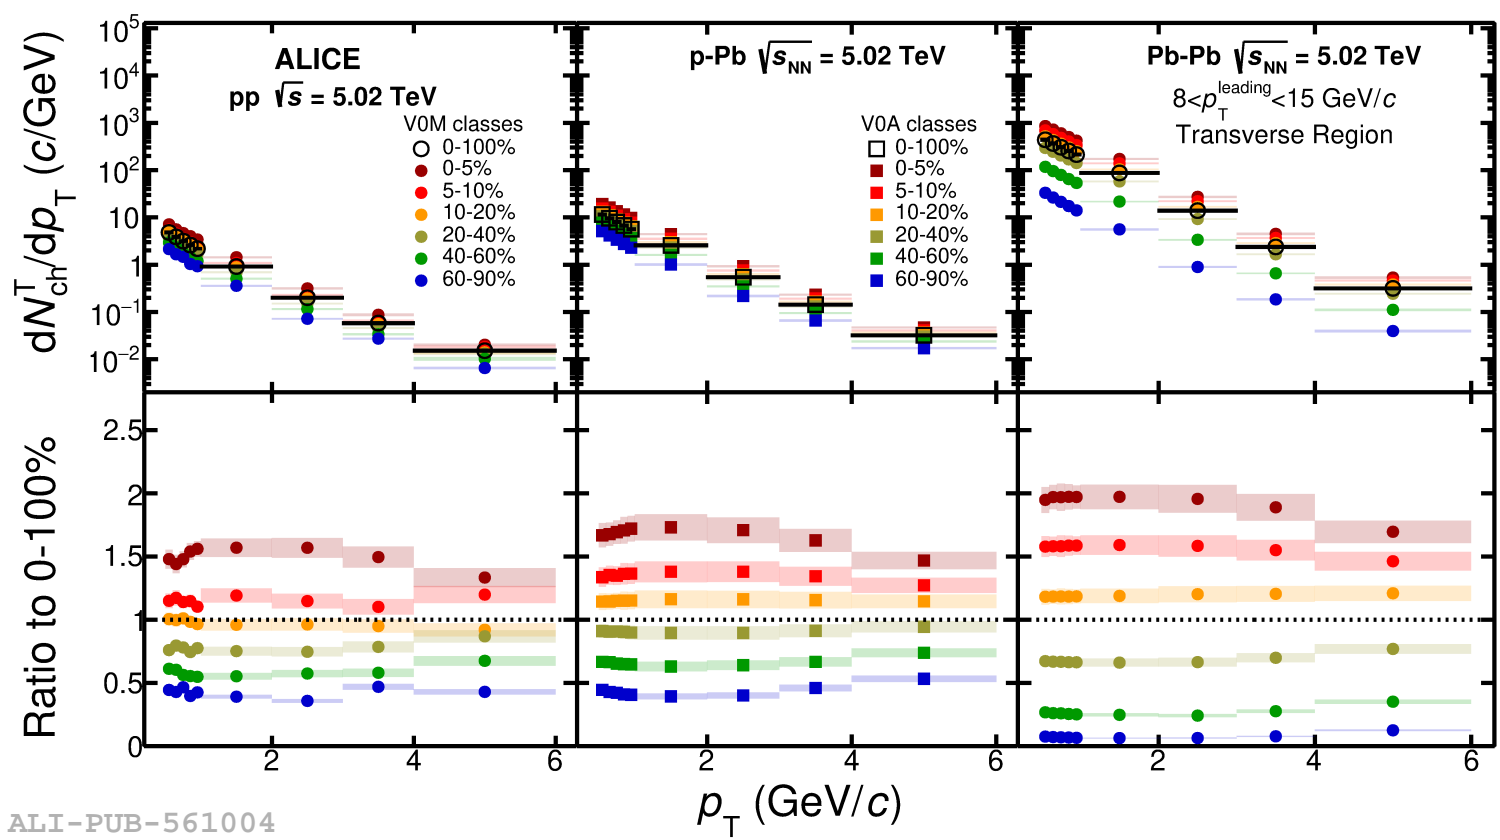 ALICE
pp √s = 5.02 TeV
V0M classes
0-100%
0-5%
5-10%
10-20%
20-40%
40-60%
60-90%
p-Pb √sNN = 5.02 TeV
V0A classes
0-100%
0-5%
5-10%
10-20%
20-40%
40-60%
60-90%
Pb-Pb √sNN = 5.02 TeV
8<pTleading<15 GeV/c
Transverse Region
dNchT/dpT (c/GeV)
10^5
10^4
10^3
10^2
10
1
10^−1
10^−2
Ratio to 0-100%
2.5
2
1.5
1
0.5
0
2 4 6
2 4 6
2 4 6
pT (GeV/c)
ALI-PUB-561004